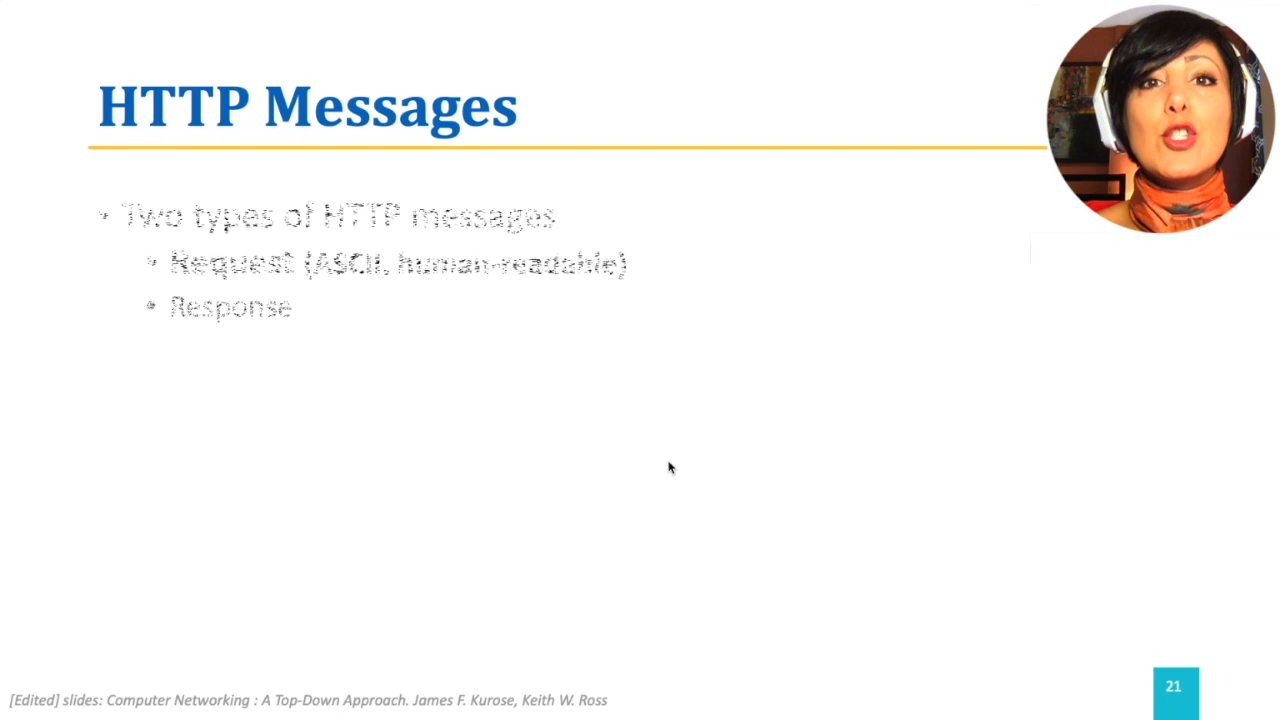 HTTP Messages
• Two types of HTTP messages
• Request (ASCII, human-readable)
• Response
[Edited] slides: Computer Networking : A Top-Down Approach. James F. Kurose, Keith W. Ross
21